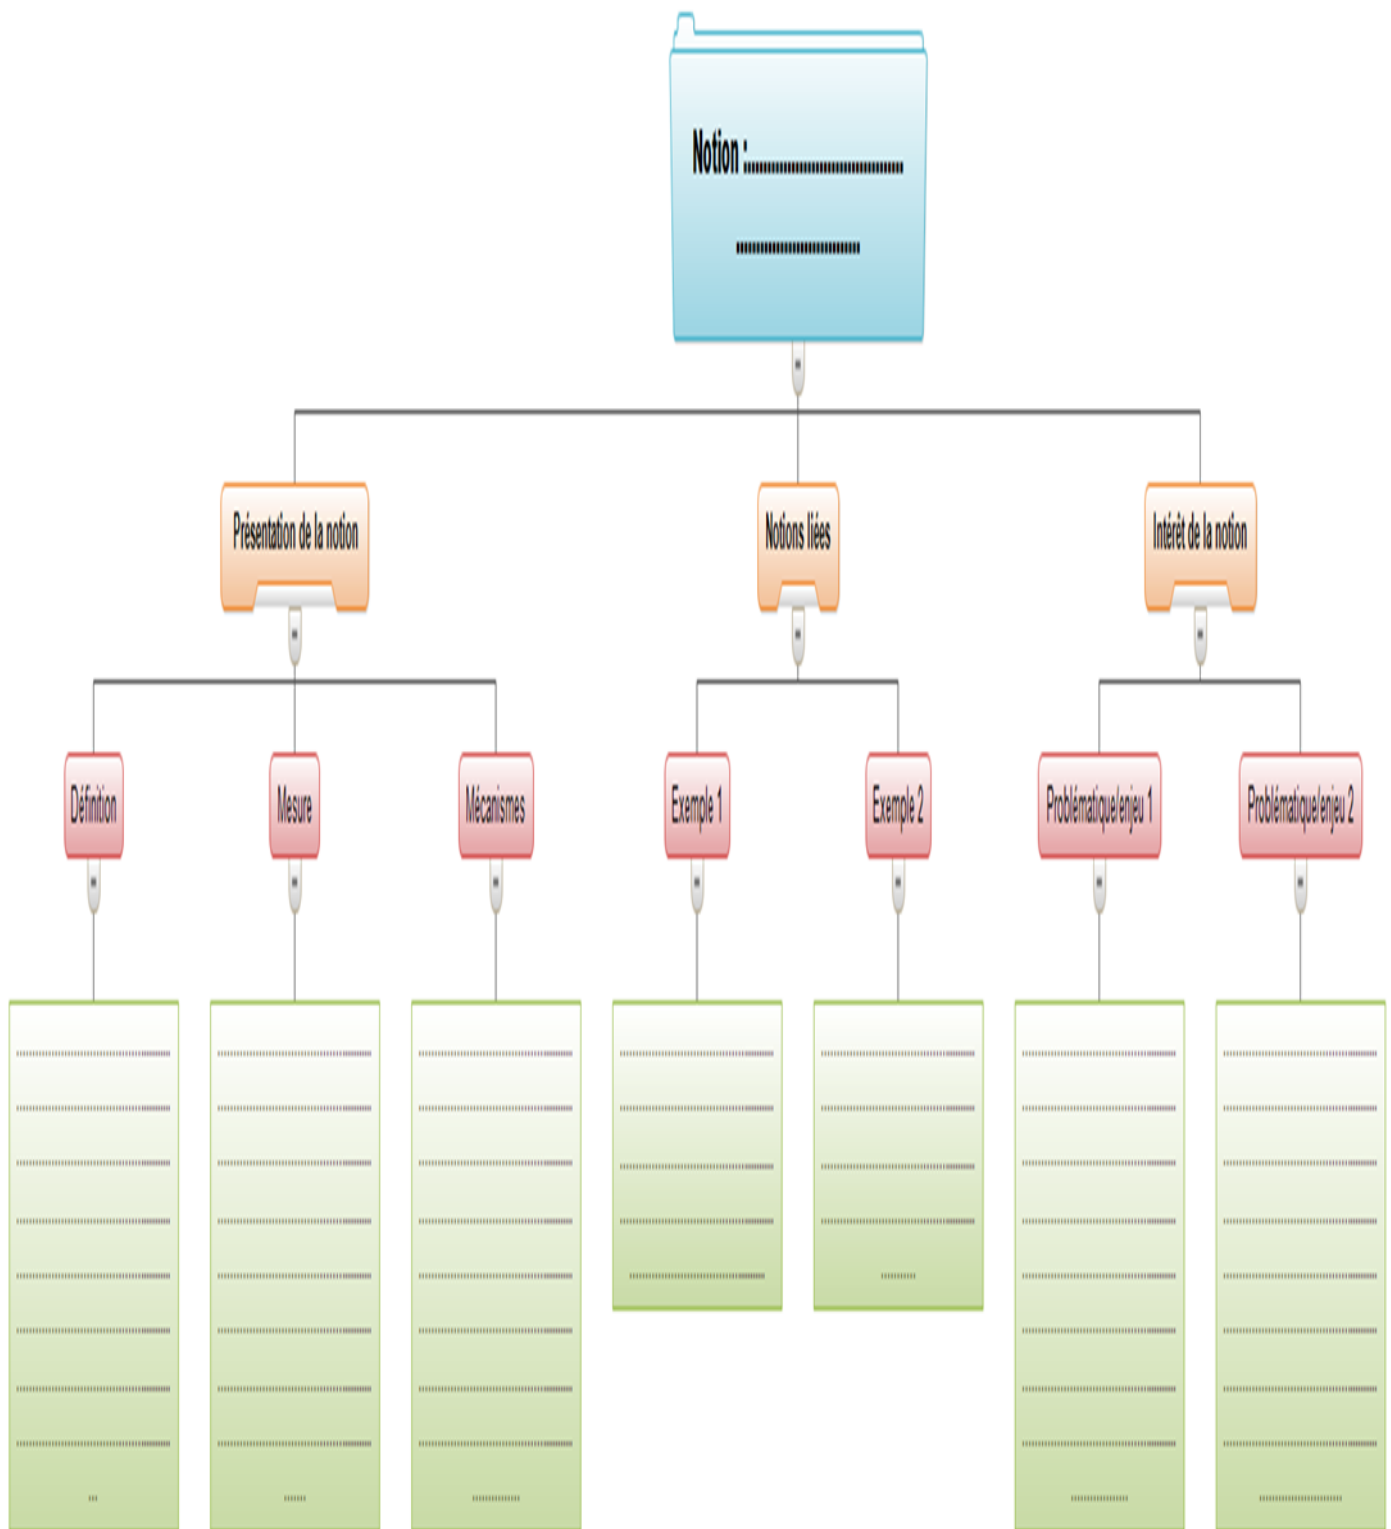 Notion :......................................
...............................
Présentation de la notion
Notions liées
Intérêt de la notion
Définition
Mesure
Mécanismes
Exemple 1
Exemple 2
Problématique/enjeu 1
Problématique/enjeu 2